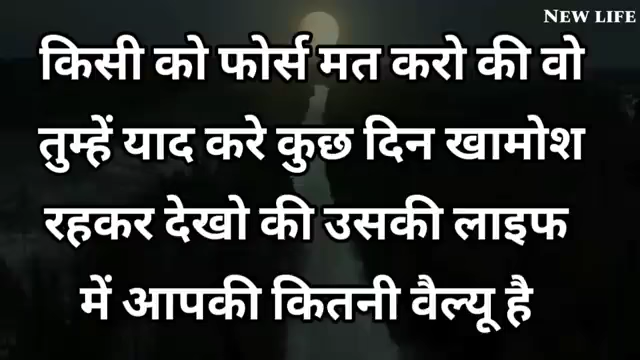 NEW LIFE
किसी को फोर्स मत करो की वो
तुम्हें याद करे कुछ दिन खामोश
रहकर देखो की उसकी लाइफ
में आपकी कितनी वैल्यू है